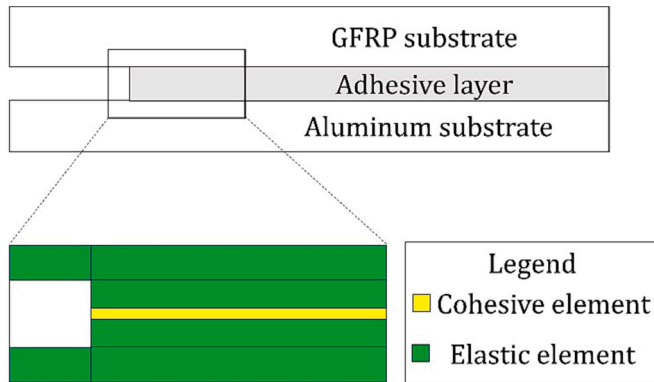 GFRP substrate
Adhesive layer
Aluminum substrate
Legend
Cohesive element
Elastic element